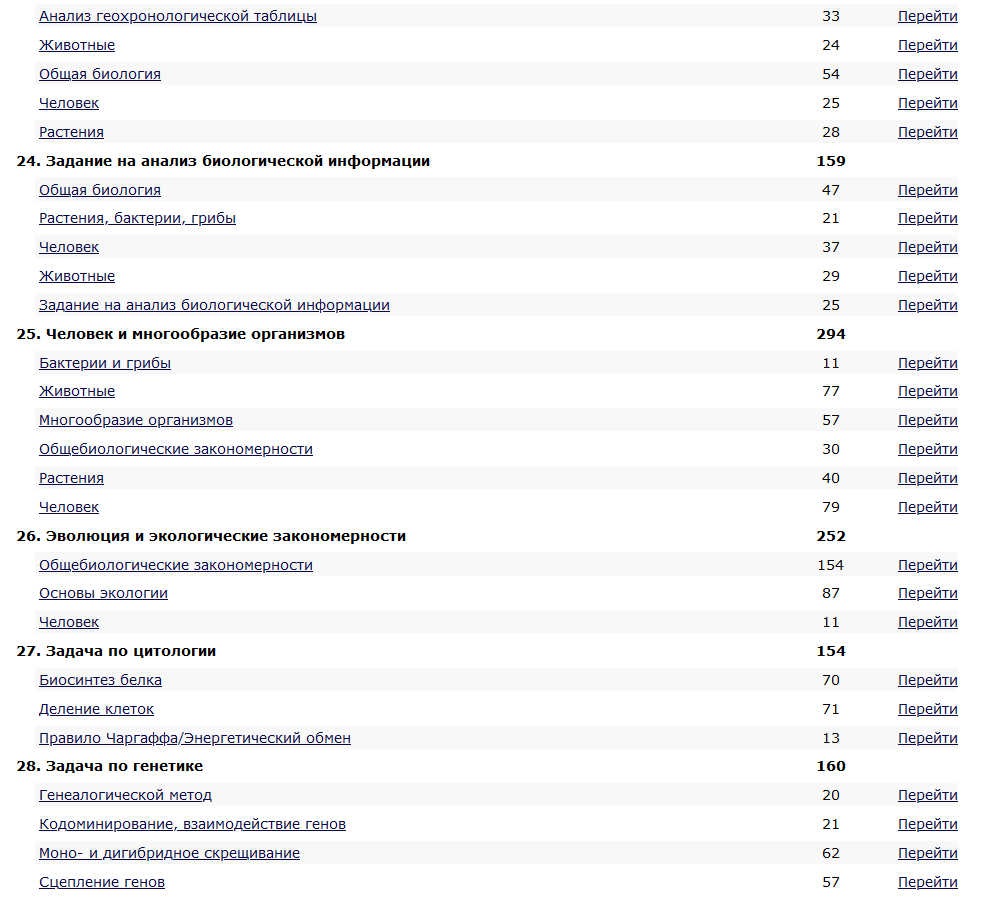 Анализ геохронологической таблицы 33 Перейти
Животные 24 Перейти
Общая биология 54 Перейти
Человек 25 Перейти
Растения 28 Перейти
24. Задание на анализ биологической информации 159
Общая биология 47 Перейти
Растения, бактерии, грибы 21 Перейти
Человек 37 Перейти
Животные 29 Перейти
Задание на анализ биологической информации 25 Перейти
25. Человек и многообразие организмов 294
Бактерии и грибы 11 Перейти
Животные 77 Перейти
Многообразие организмов 57 Перейти
Общебиологические закономерности 30 Перейти
Растения 40 Перейти
Человек 79 Перейти
26. Эволюция и экологические закономерности 252
Общебиологические закономерности 154 Перейти
Основы экологии 87 Перейти
Человек 11 Перейти
27. Задача по цитологии 154
Биосинтез белка 70 Перейти
Деление клеток 71 Перейти
Правило Чаргаффа/Энергетический обмен 13 Перейти
28. Задача по генетике 160
Генеалогической метод 20 Перейти
Кодоминирование, взаимодействие генов 21 Перейти
Моно- и дигибридное скрещивание 62 Перейти
Сцепление генов 57 Перейти